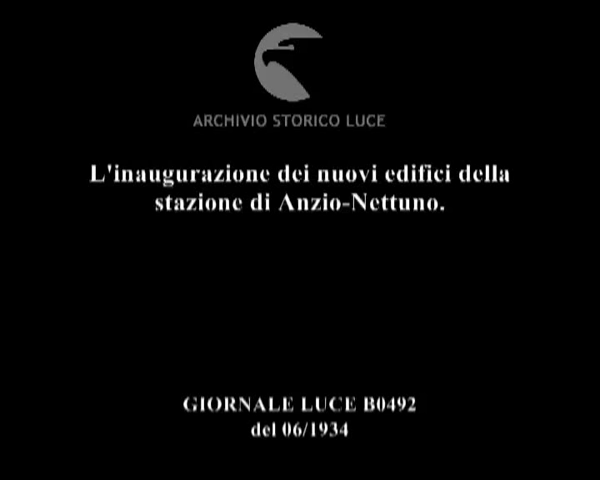 ARCHIVIO STORICO LUCE
L'inaugurazione dei nuovi edifici della
stazione di Anzio-Nettuno.
GIORNALE LUCE B0492
del 06/1934